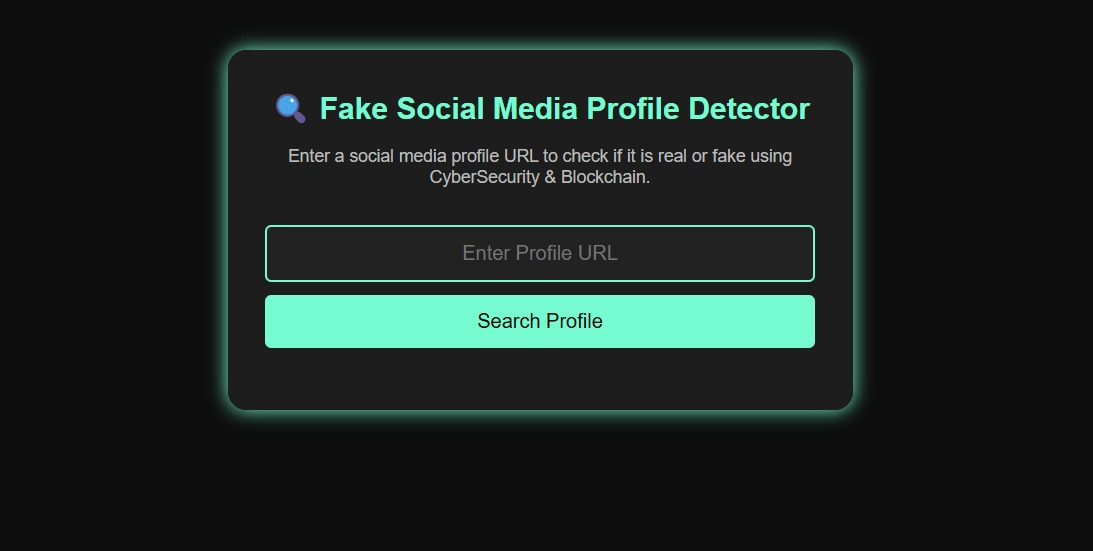 🔍 Fake Social Media Profile Detector
Enter a social media profile URL to check if it is real or fake using
CyberSecurity & Blockchain.
Enter Profile URL
Search Profile